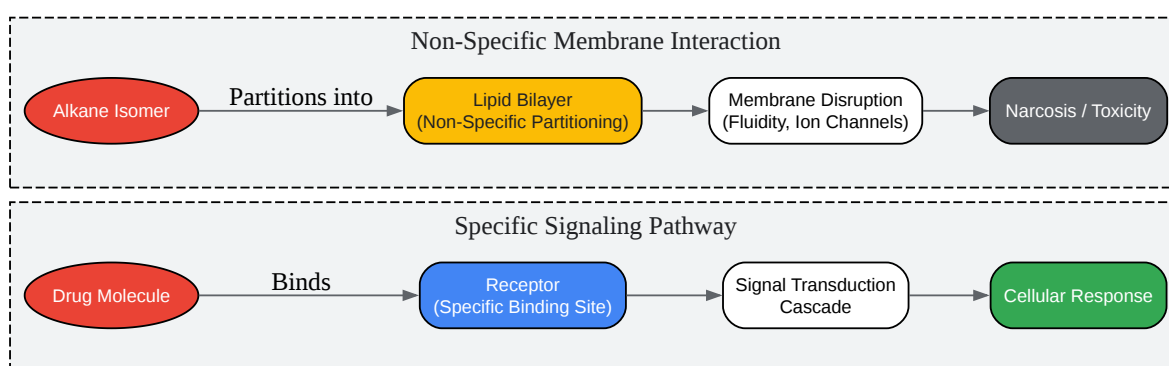 Non-Specific Membrane Interaction
Alkane Isomer
Partitions into
Lipid Bilayer
(Non-Specific Partitioning)
Membrane Disruption
(Fluidity, Ion Channels)
Narcosis / Toxicity
Specific Signaling Pathway
Drug Molecule
Binds
Receptor
(Specific Binding Site)
Signal Transduction
Cascade
Cellular Response